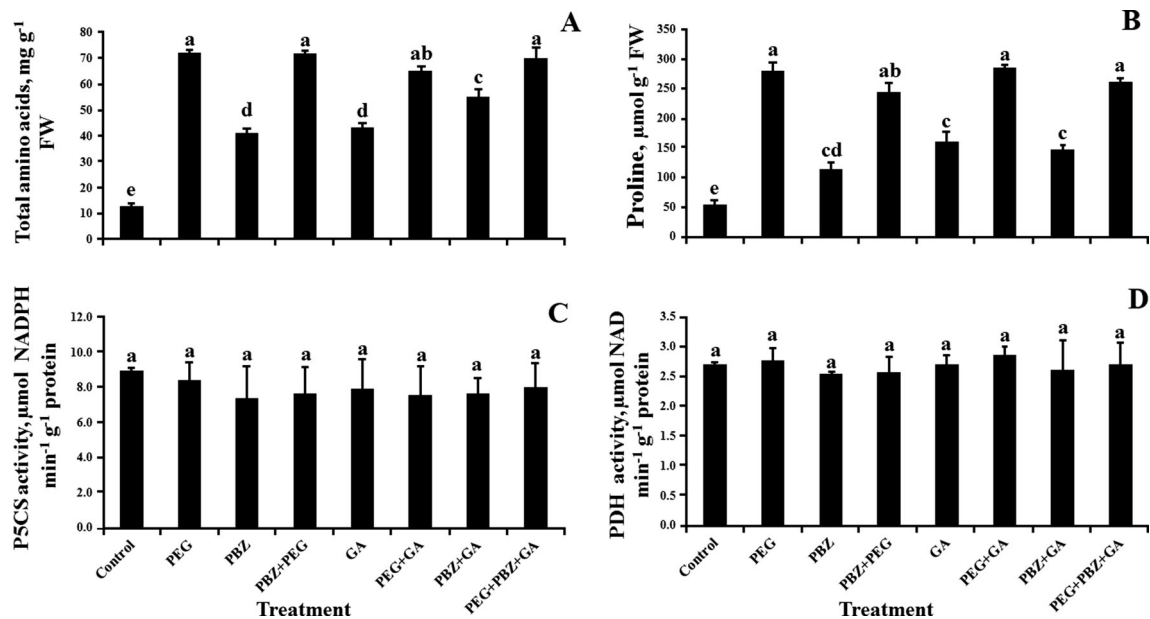 A
Total amino acids, mg g-1
FW
80
70
60
50
40
30
20
10
0
e
a
d
a
d
ab
c
a
B
Proline, µmol g-1 FW
350
300
250
200
150
100
50
0
e
a
cd
ab
c
a
c
a
C
P5CS activity, µmol NADPH
min-1 g-1 protein
12.0
10.0
8.0
6.0
4.0
2.0
0.0
a
a
a
a
a
a
a
a
Control
PEG
PBZ
PBZ+PEG
GA
PEG+GA
PBZ+GA
PEG+PBZ+GA
Treatment
D
PDH activity, µmol NAD
min-1 g-1 protein
3.5
3.0
2.5
2.0
1.5
1.0
0.5
0.0
a
a
a
a
a
a
a
a
Control
PEG
PBZ
PBZ+PEG
GA
PEG+GA
PBZ+GA
PEG+PBZ+GA
Treatment